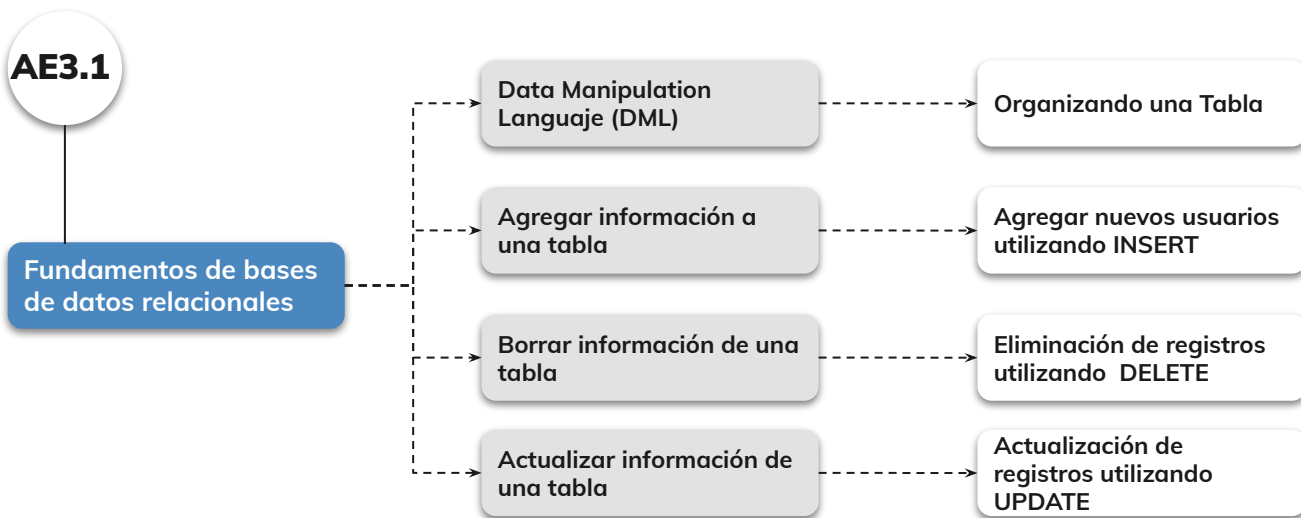 AE3.1
Fundamentos de bases
de datos relacionales
Data Manipulation
Languaje (DML)
Organizando una Tabla
Agregar información a
una tabla
Agregar nuevos usuarios
utilizando INSERT
Borrar información de una
tabla
Eliminación de registros
utilizando DELETE
Actualizar información de
una tabla
Actualización de
registros utilizando
UPDATE